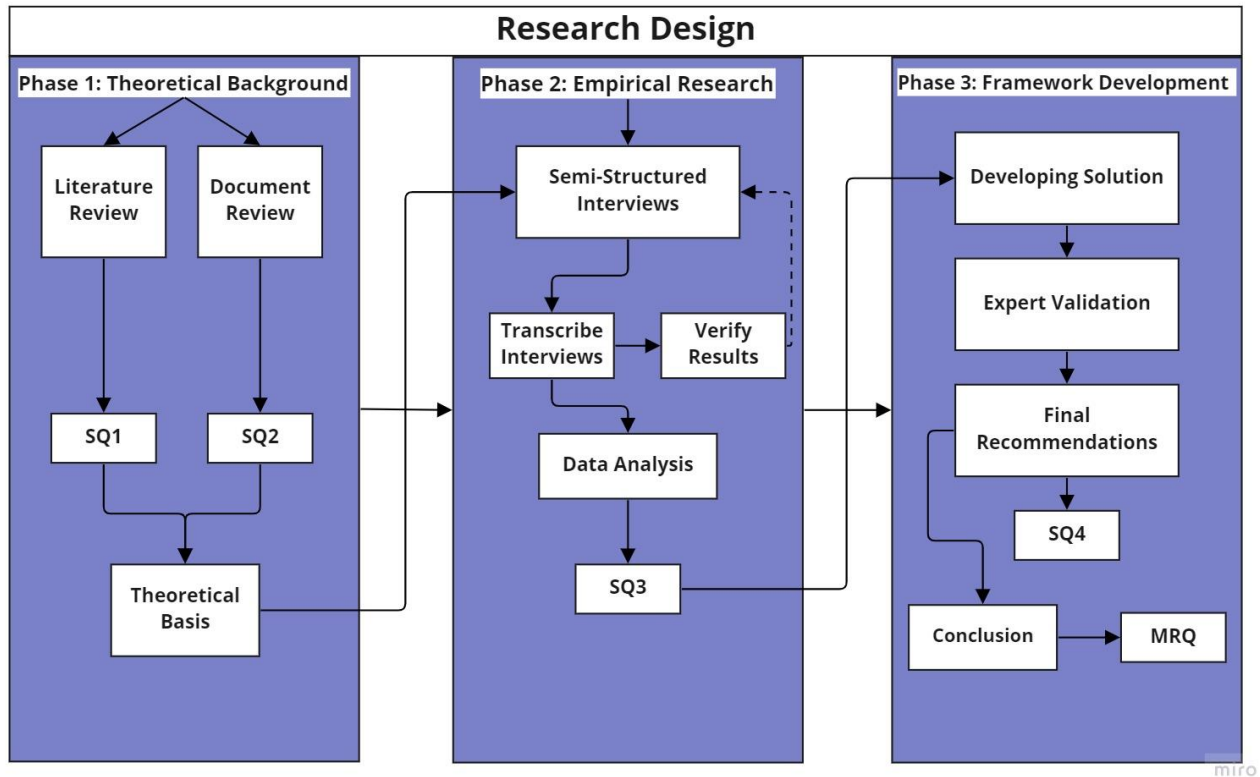 Research Design
Phase 1: Theoretical Background
Literature
Review
Document
Review
SQ1
SQ2
Theoretical
Basis
Phase 2: Empirical Research
Semi-Structured
Interviews
Transcribe
Interviews
Verify
Results
Data Analysis
SQ3
Phase 3: Framework Development
Developing Solution
Expert Validation
Final
Recommendations
SQ4
Conclusion
MRQ
miro